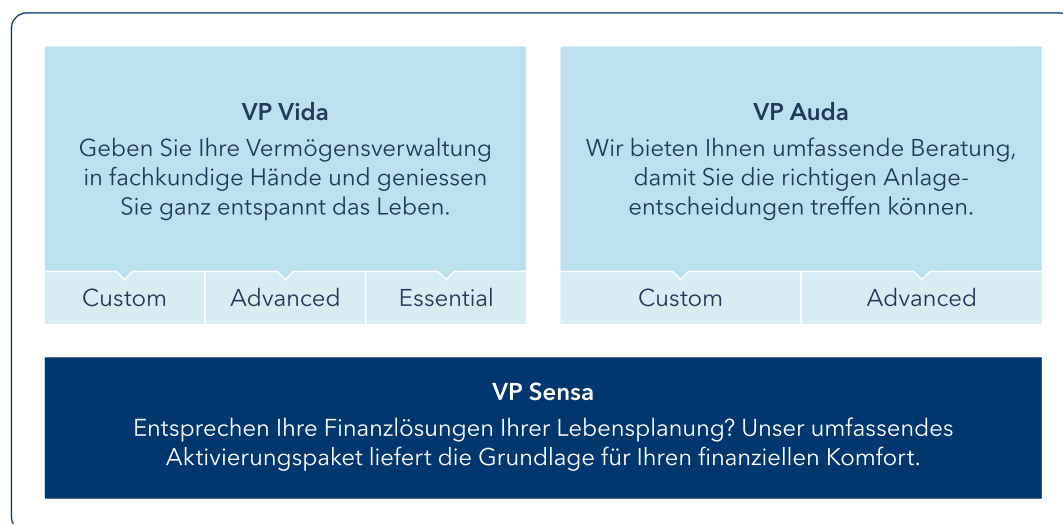 VP Vida
Geben Sie Ihre Vermögensverwaltung
in fachkundige Hände und geniessen
Sie ganz entspannt das Leben.
Custom
Advanced
Essential
VP Auda
Wir bieten Ihnen umfassende Beratung,
damit Sie die richtigen Anlage-
entscheidungen treffen können.
Custom
Advanced
VP Sensa
Entsprechen Ihre Finanzlösungen Ihrer Lebensplanung? Unser umfassendes
Aktivierungspaket liefert die Grundlage für Ihren finanziellen Komfort.